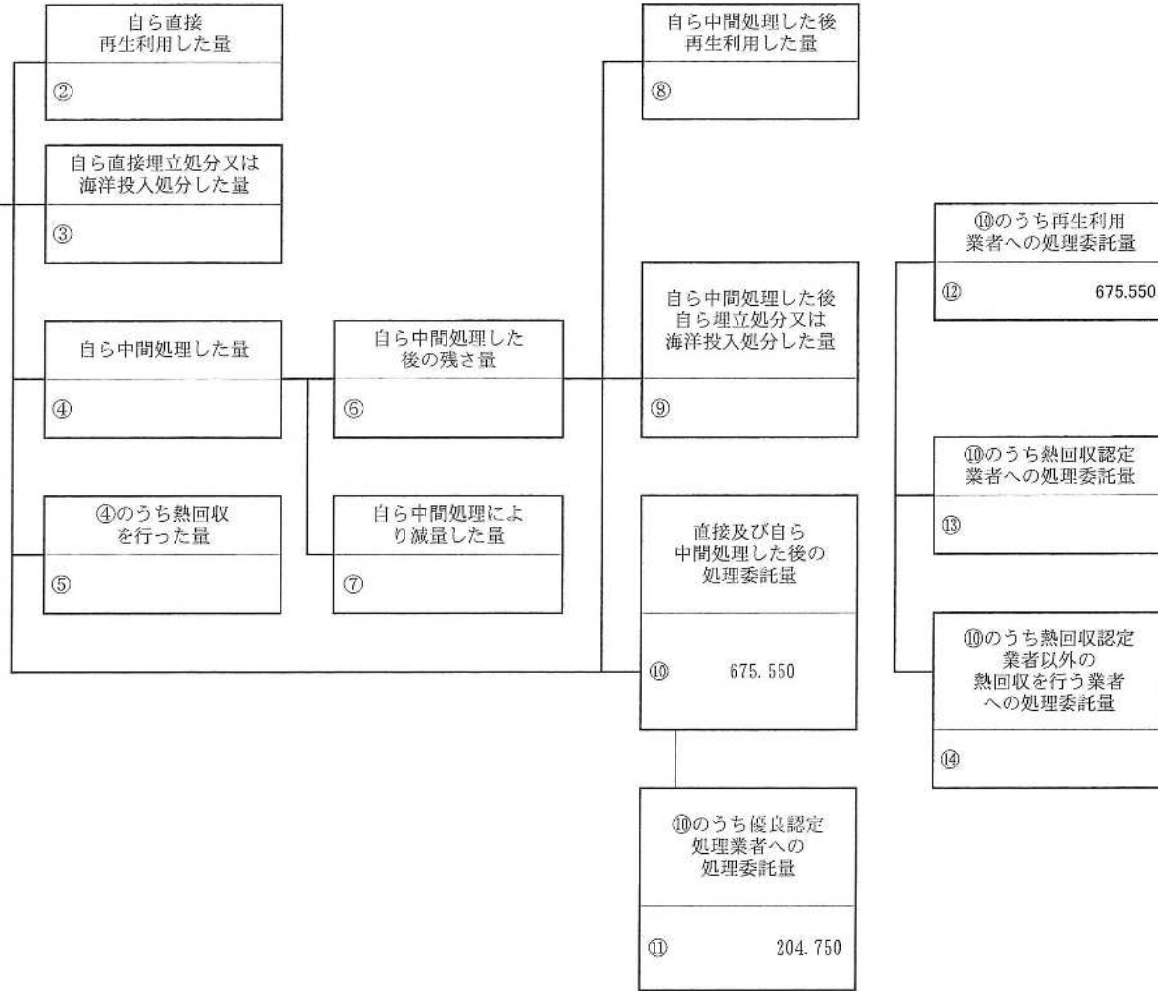 自ら直接
再生利用した量
②
自ら直接埋立処分又は
海洋投入処分した量
③
自ら中間処理した量
④
④のうち熱回収
を行った量
⑤
自ら中間処理した
後の残さ量
⑥
自ら中間処理によ
り減量した量
⑦
自ら中間処理した後
再生利用した量
⑧
自ら中間処理した後
自ら埋立処分又は
海洋投入処分した量
⑨
直接及び自ら
中間処理した後の
処理委託量
⑩ 675.550
⑩のうち優良認定
処理業者への
処理委託量
⑪ 204.750
⑩のうち再生利用
業者への処理委託量
⑫ 675.550
⑩のうち熱回収認定
業者への処理委託量
⑬
⑩のうち熱回収認定
業者以外の
熱回収を行う業者
への処理委託量
⑭